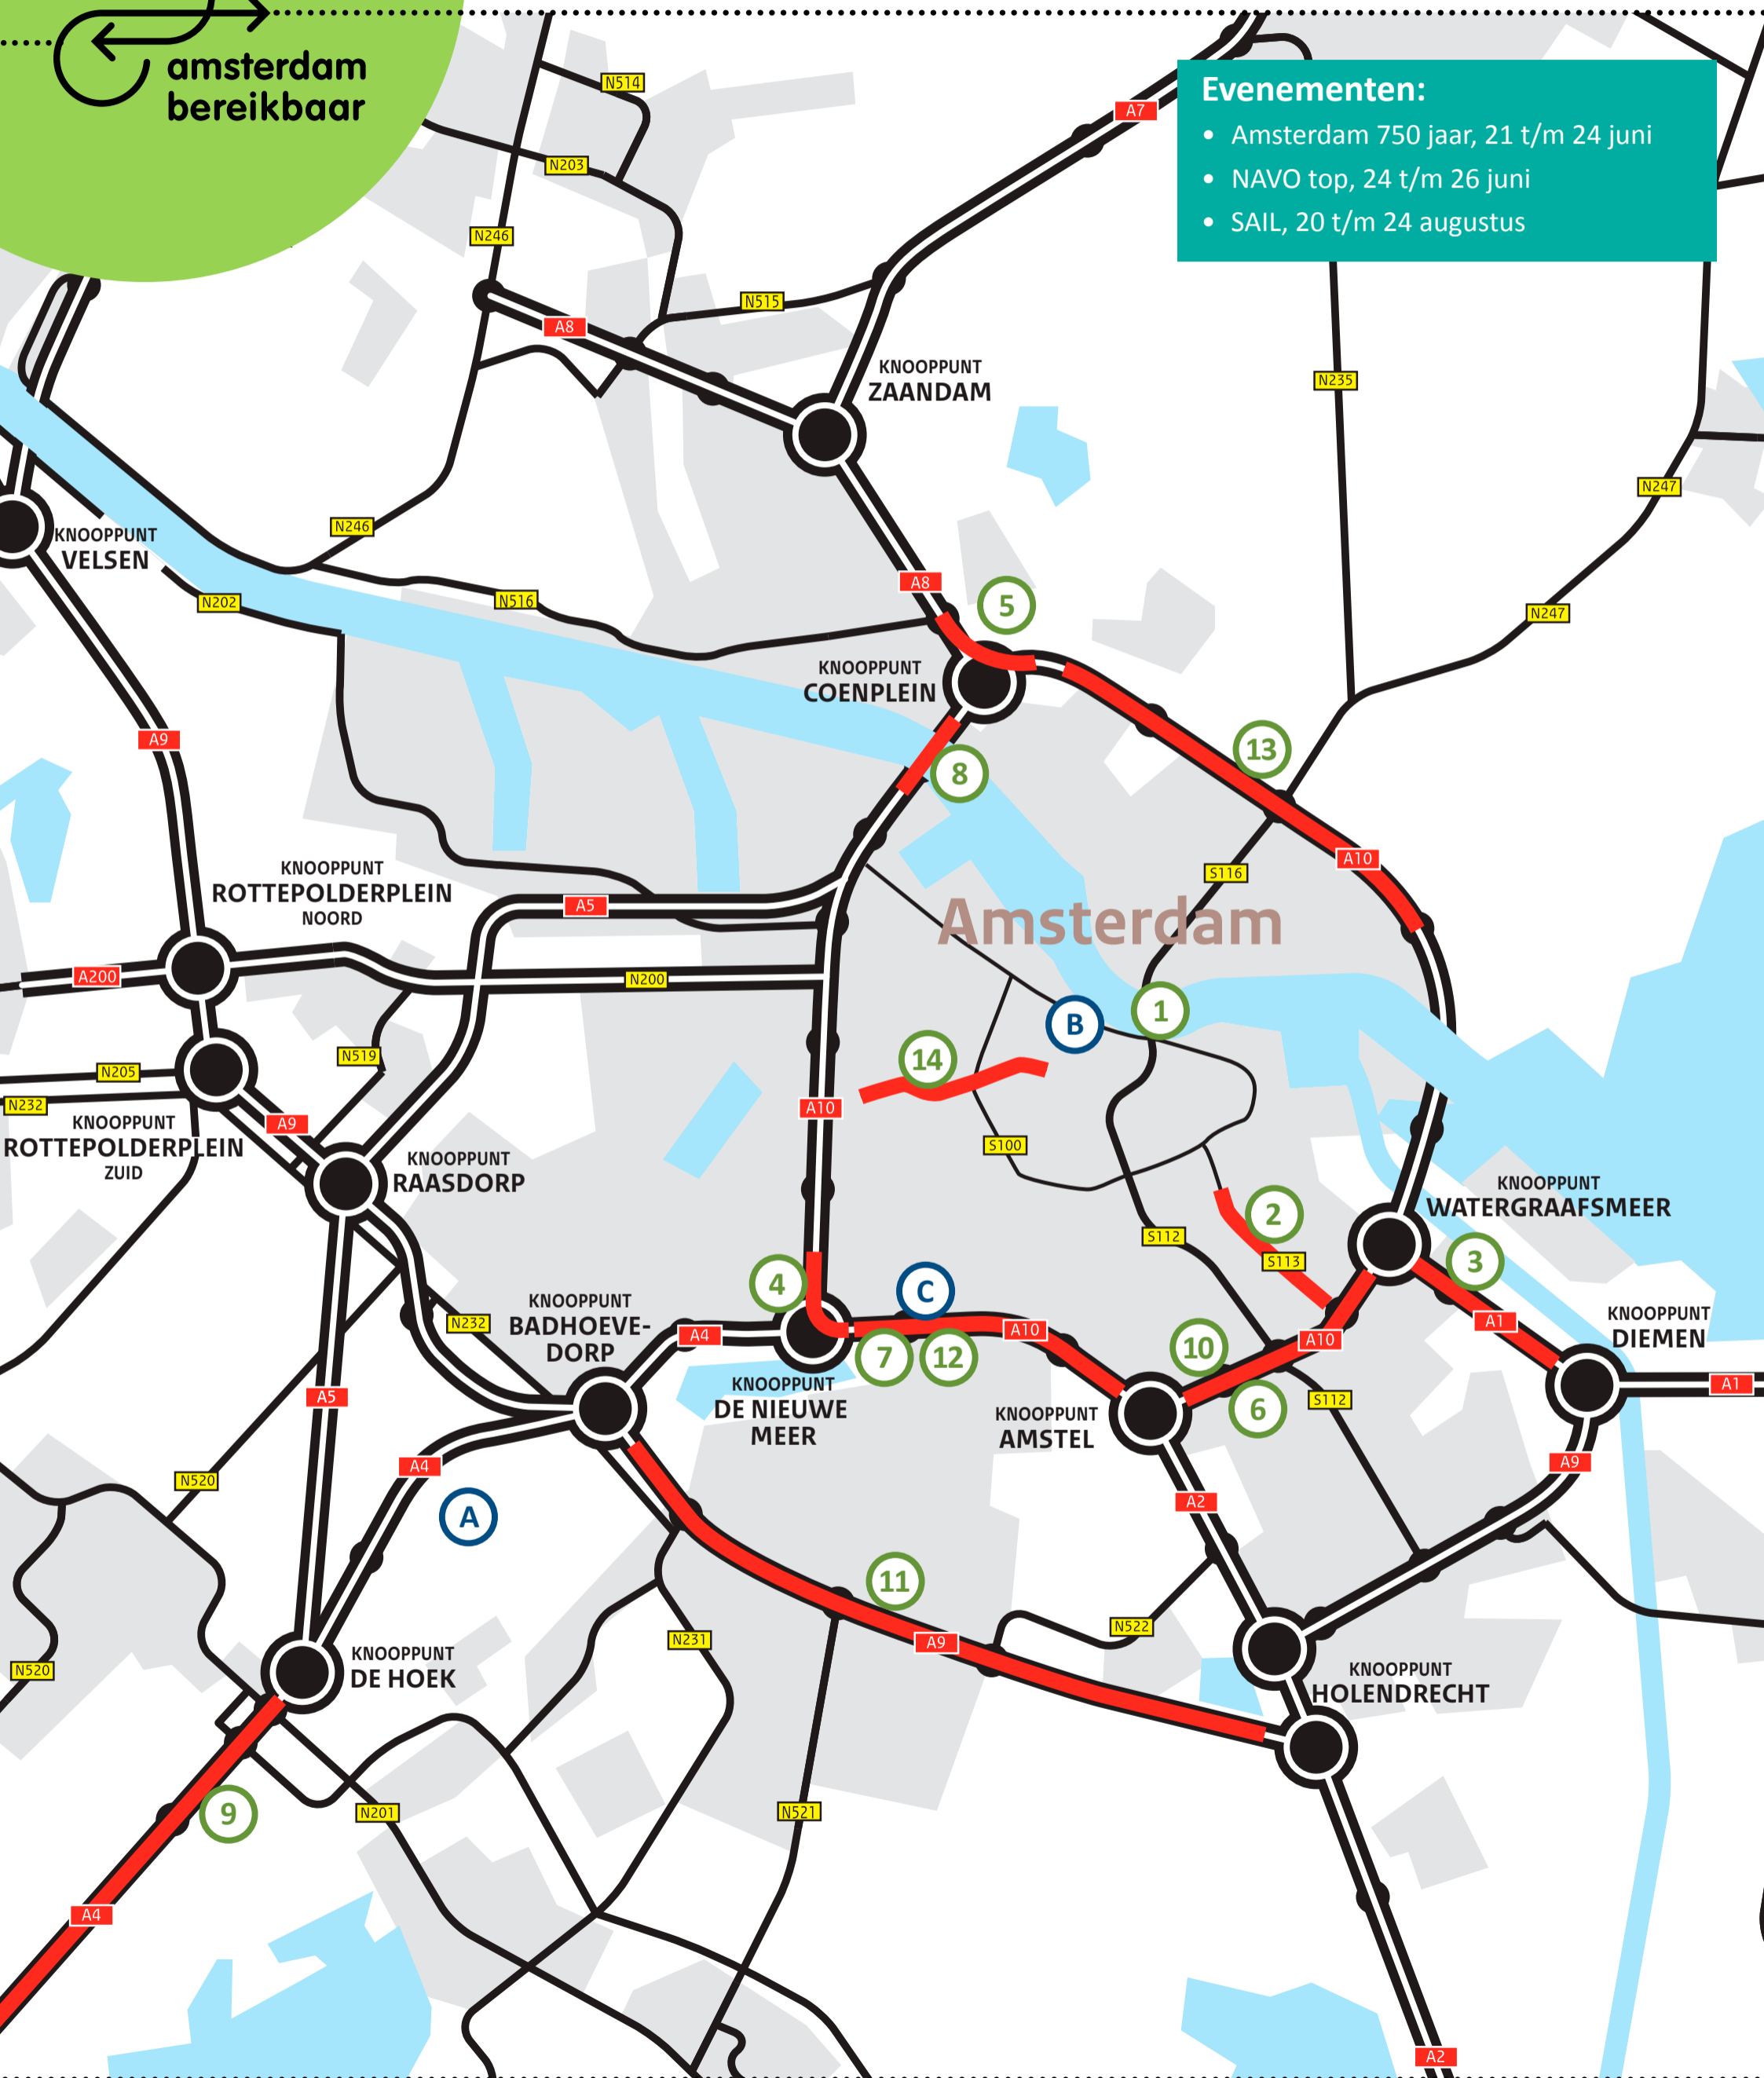 amsterdam
bereikbaar
Evenementen:
• Amsterdam 750 jaar, 21 t/m 24 juni
• NAVO top, 24 t/m 26 juni
• SAIL, 20 t/m 24 augustus
N514
A7
N203
N246
N515
A8
KNOOPPUNT
ZAANDAM
N235
N247
N246
KNOOPPUNT
VELSEN
A8
N202
N516
5
N247
KNOOPPUNT
COENPLEIN
A9
13
8
A10
KNOOPPUNT
ROTTEPOLDERPLEIN
NOORD
S116
A5
Amsterdam
A200
N200
1
B
N519
14
N205
N232
A10
KNOOPPUNT
ROTTEPOLDERPLEIN
ZUID
A9
S100
KNOOPPUNT
RAASDORP
KNOOPPUNT
WATERGRAAFSMEER
2
S112
S113
3
4
C
KNOOPPUNT
BADHOEVE-
DORP
N232
A4
A10
A10
A1
KNOOPPUNT
DIEMEN
10
7
12
A1
A5
KNOOPPUNT
DE NIEUWE
MEER
KNOOPPUNT
AMSTEL
6
S112
A4
N520
A9
A
A2
11
N231
A9
N522
N520
KNOOPPUNT
DE HOEK
KNOOPPUNT
HOLENDRECHT
9
N201
N521
A4
A2